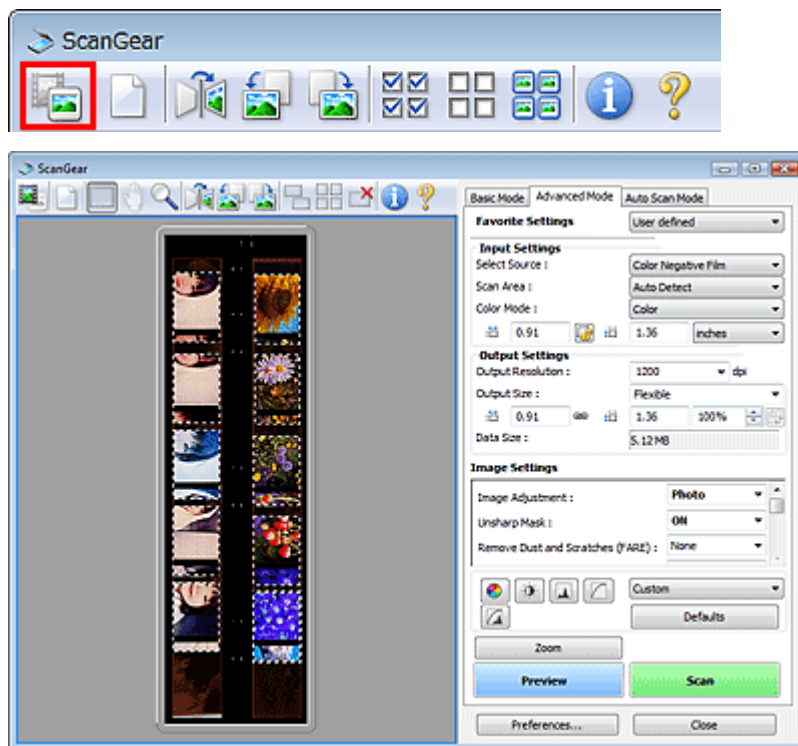 ScanGear
ScanGear
Basic Mode Advanced Mode Auto Scan Mode
Favorite Settings User defined
Input Settings
Select Source : Color Negative Film
Scan Area : Auto Detect
Color Mode : Color
0.91 1.36 inches
Output Settings
Output Resolution : 1200 dpi
Output Size : Flexible
0.91 1.36 100%
Data Size : 5.12 MB
Image Settings
Image Adjustment : Photo
Unsharp Mask : ON
Remove Dust and Scratches (FARE) : None
Custom
Defaults
Zoom
Preview Scan
Preferences... Close